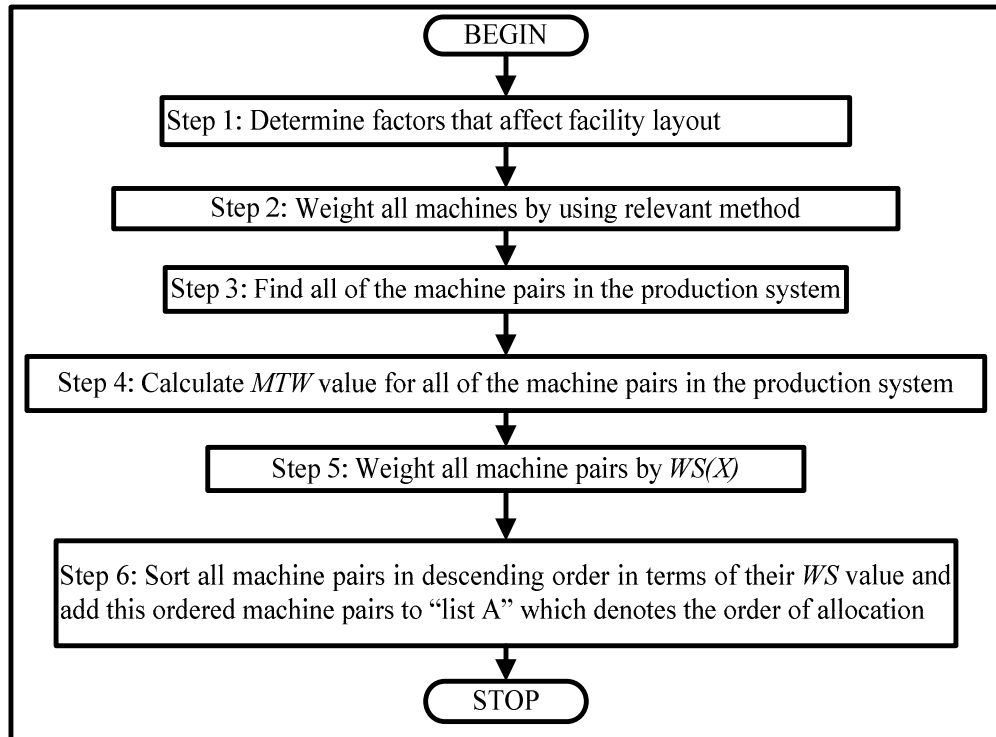 BEGIN
Step 1: Determine factors that affect facility layout
Step 2: Weight all machines by using relevant method
Step 3: Find all of the machine pairs in the production system
Step 4: Calculate MTW value for all of the machine pairs in the production system
Step 5: Weight all machine pairs by WS(X)
Step 6: Sort all machine pairs in descending order in terms of their WS value and
add this ordered machine pairs to “list A” which denotes the order of allocation
STOP